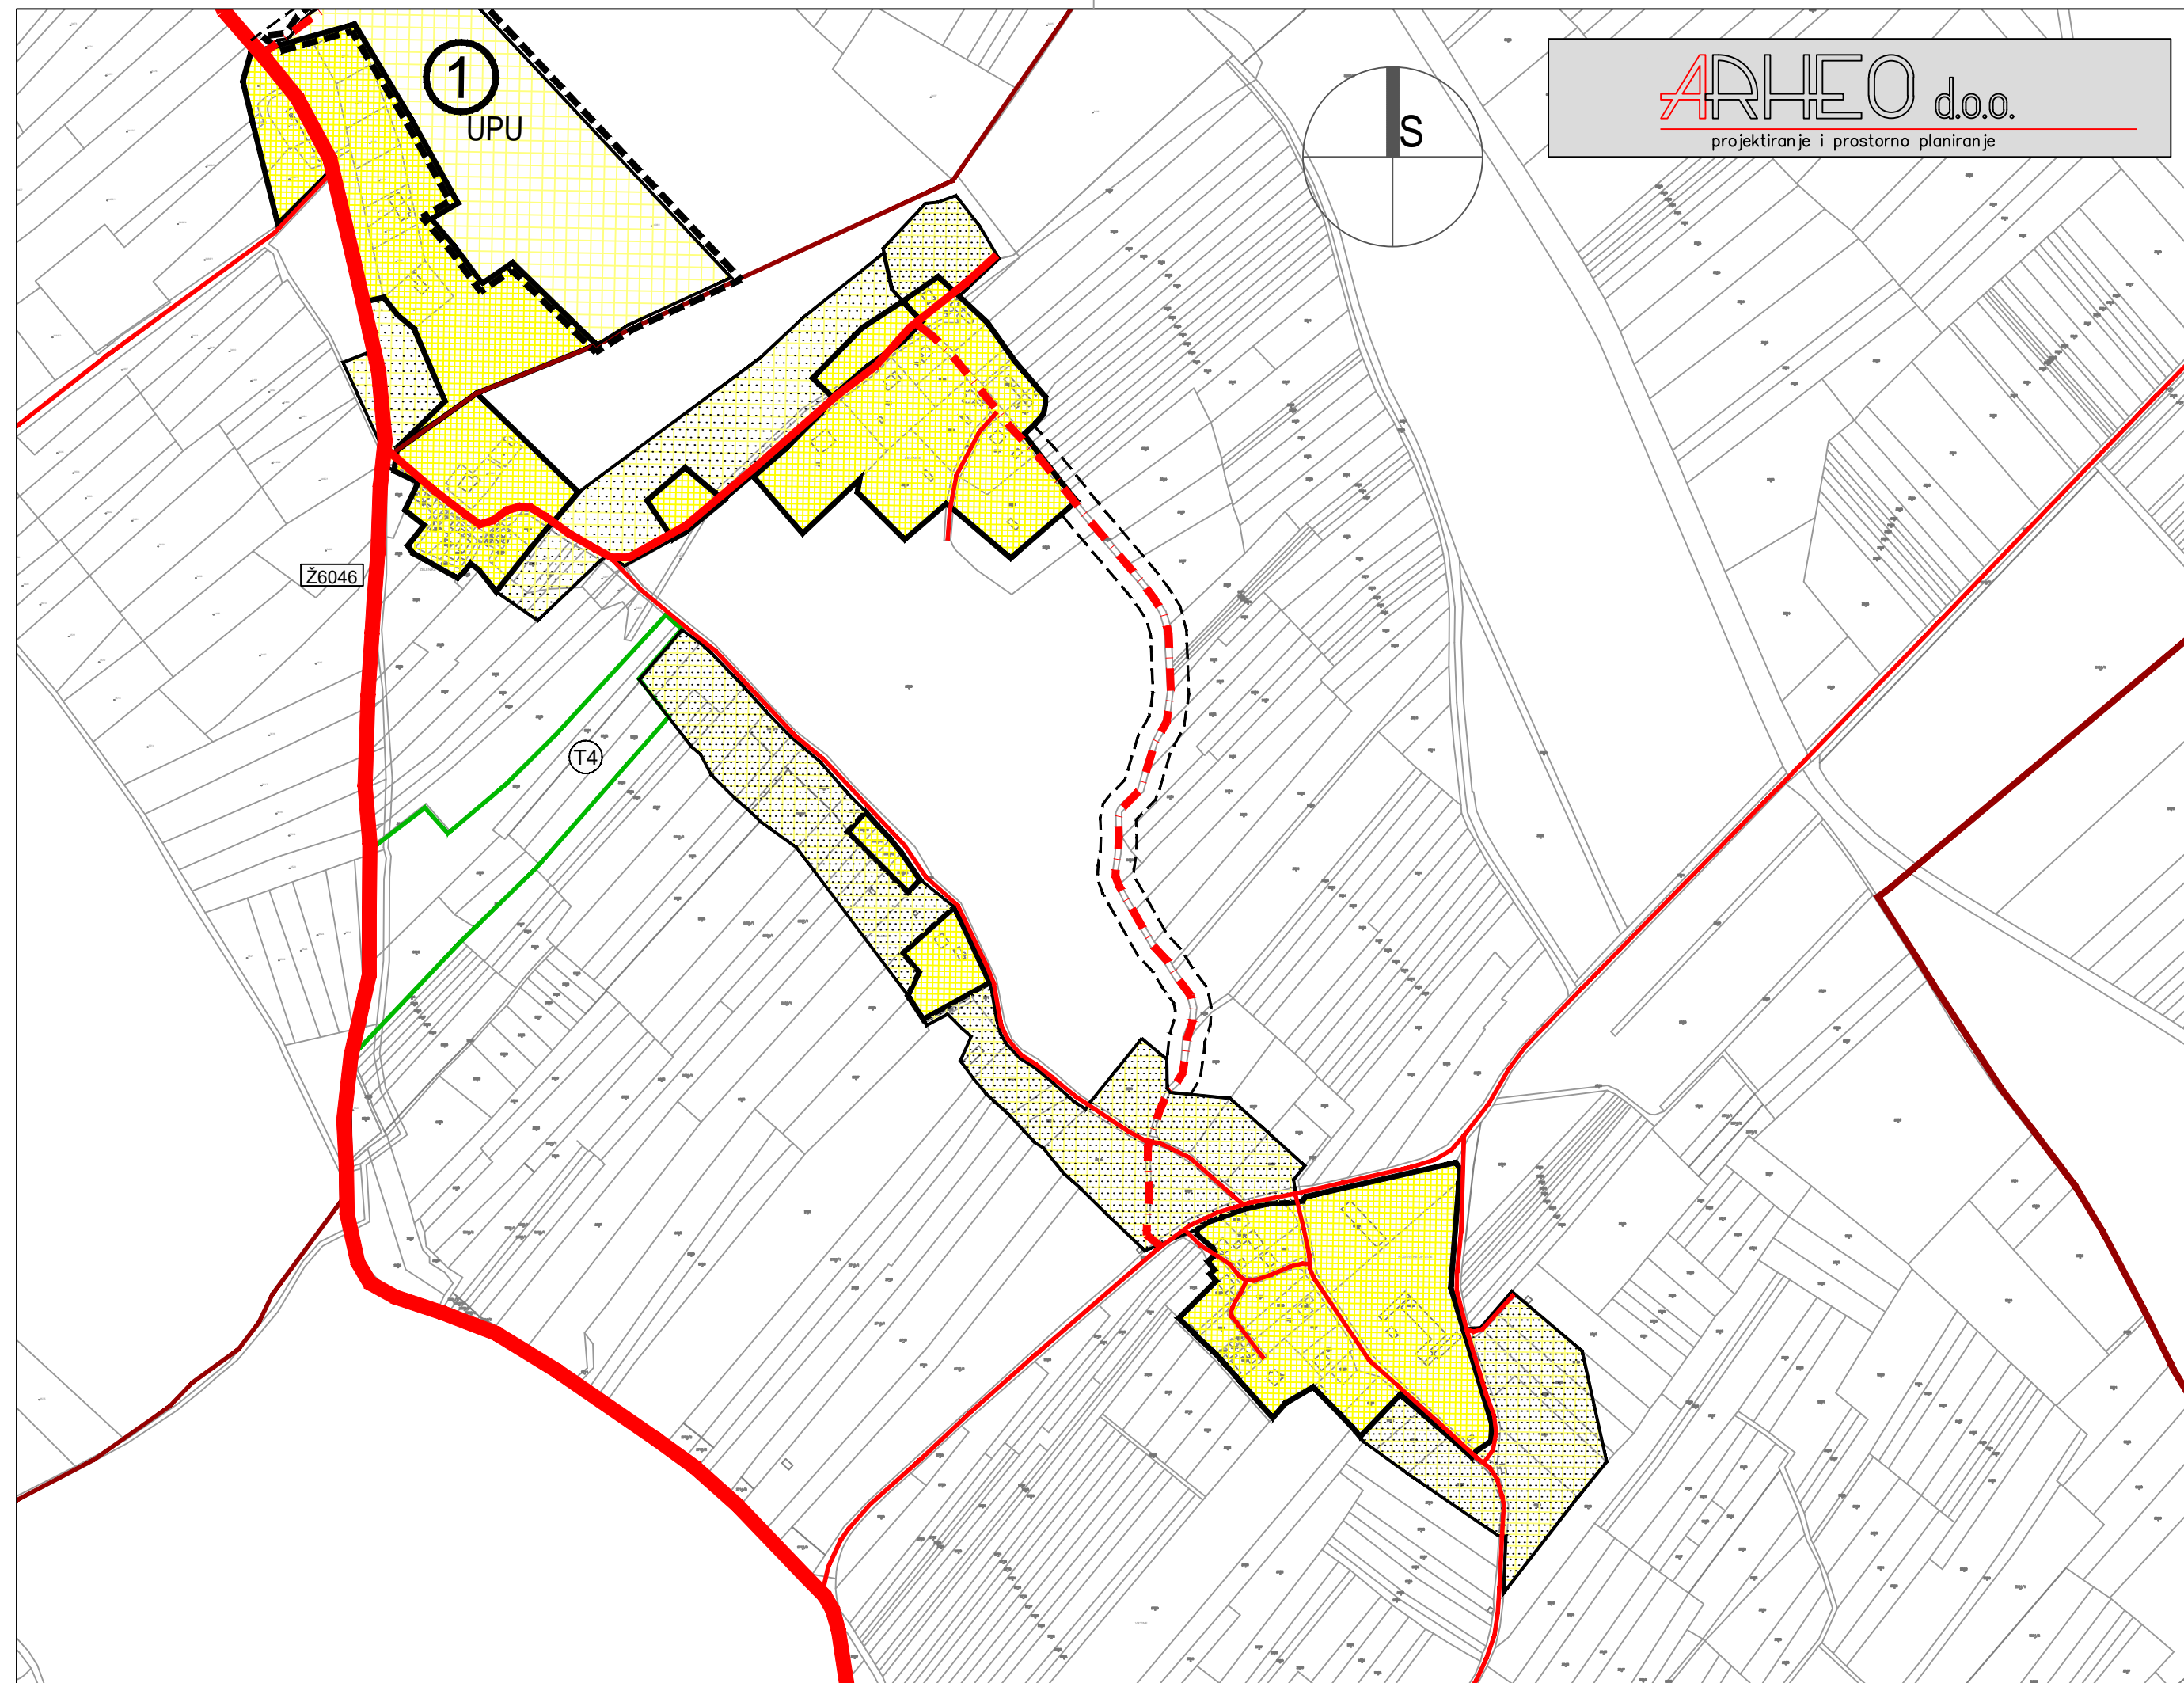 1
UPU
S
ARHEO d.o.o.
projektiranje i prostorno planiranje
Ž6046
T4